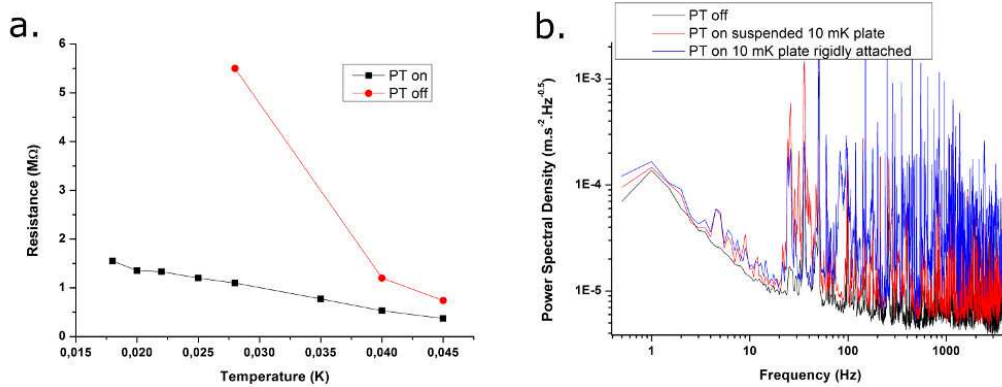 a.
6
5
4
3
2
1
0
Resistance (MΩ)
PT on
PT off
0,015 0,020 0,025 0,030 0,035 0,040 0,045
Temperature (K)
b.
PT off
PT on suspended 10 mK plate
PT on 10 mK plate rigidly attached
1E-3
1E-4
1E-5
Power Spectral Density (m.s⁻².Hz⁻⁰·⁵)
1 10 100 1000
Frequency (Hz)